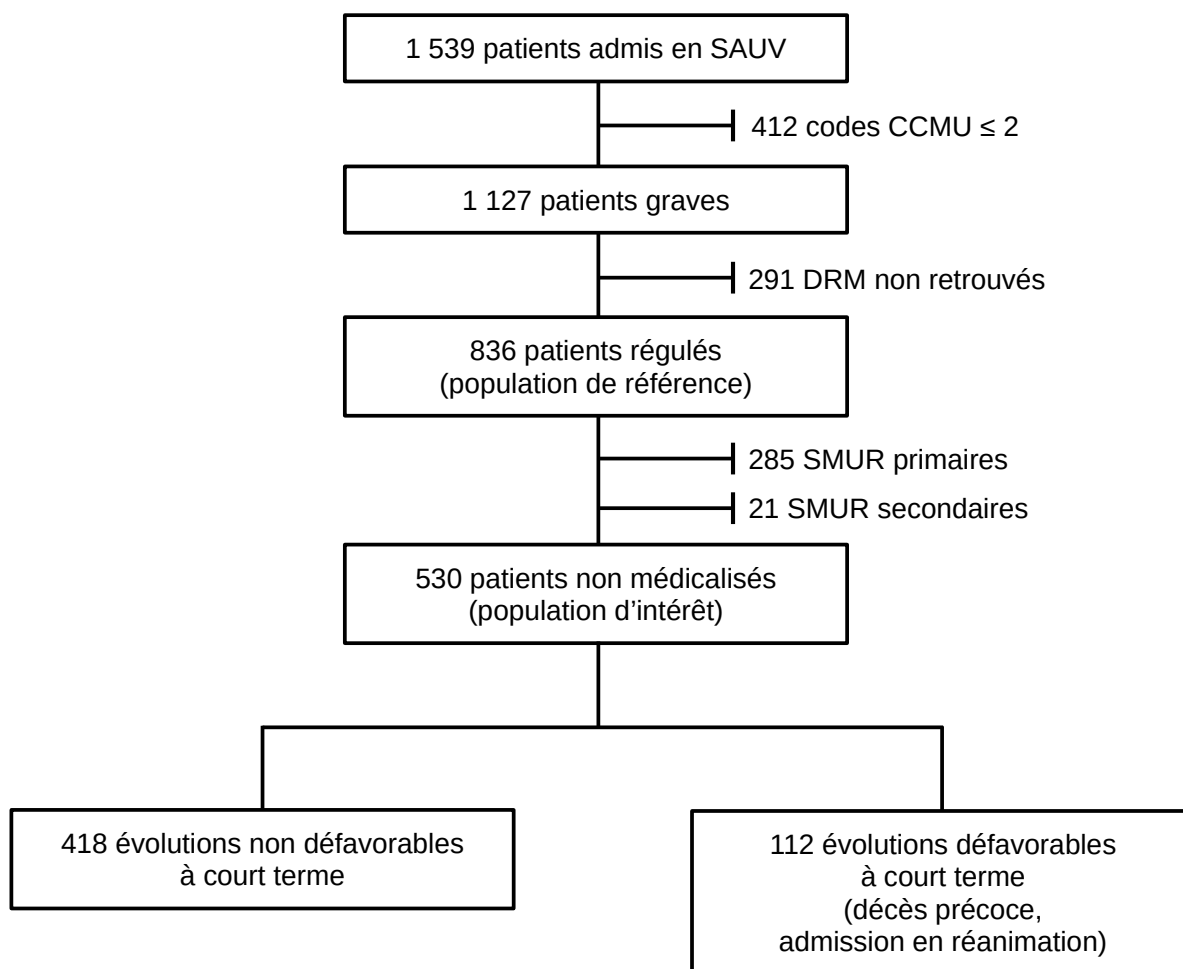 1 539 patients admis en SAUV
412 codes CCMU ≤ 2
1 127 patients graves
291 DRM non retrouvés
836 patients régulés
(population de référence)
285 SMUR primaires
21 SMUR secondaires
530 patients non médicalisés
(population d’intérêt)
418 évolutions non défavorables
à court terme
112 évolutions défavorables
à court terme
(décès précoce,
admission en réanimation)